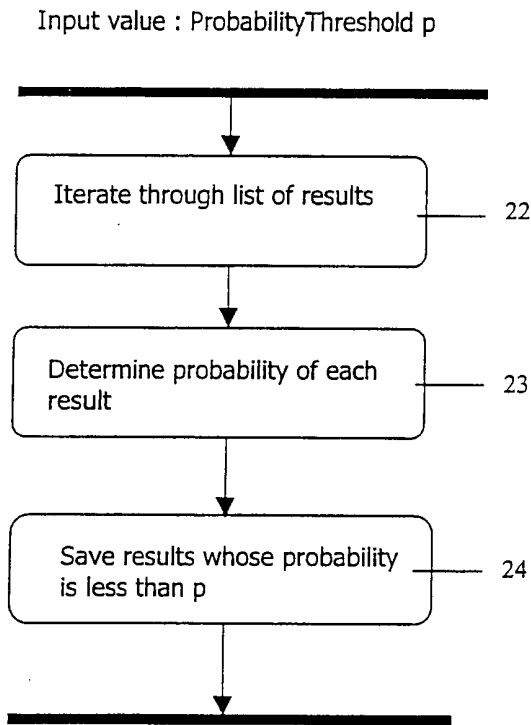 Input value : ProbabilityThreshold p
Iterate through list of results
22
Determine probability of each
result
23
Save results whose probability
is less than p
24